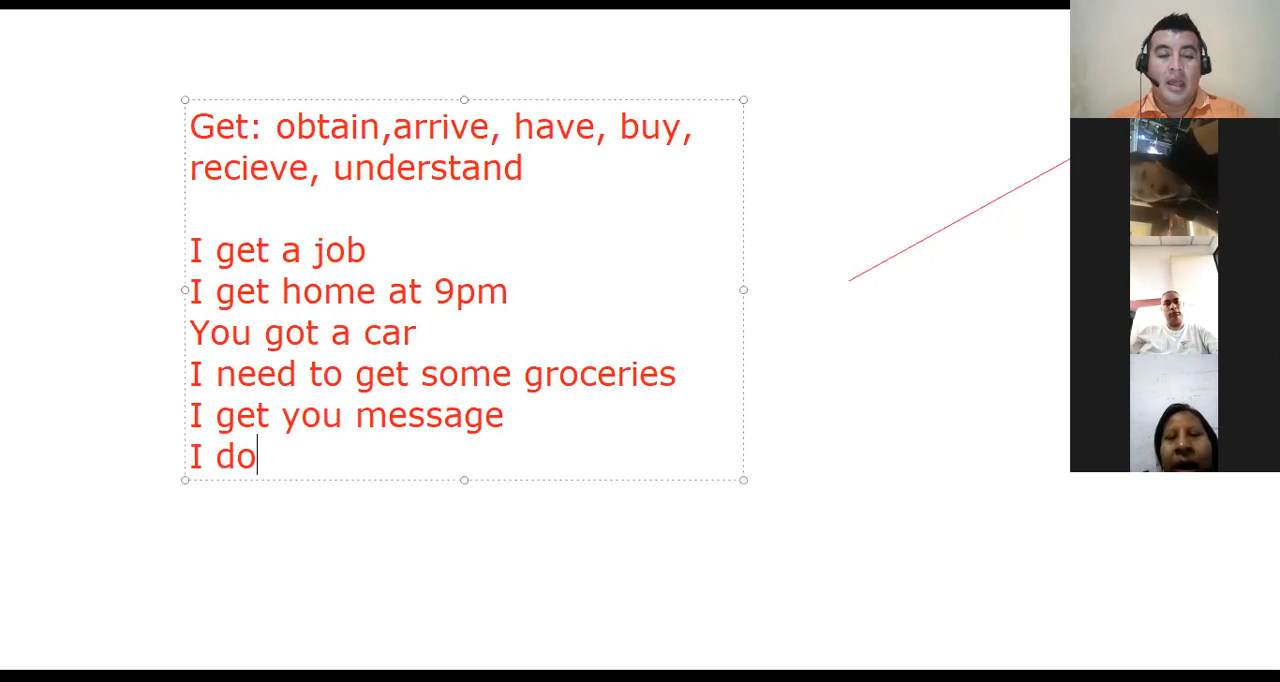 Get: obtain,arrive, have, buy,
recieve, understand
I get a job
I get home at 9pm
You got a car
I need to get some groceries
I get you message
I do